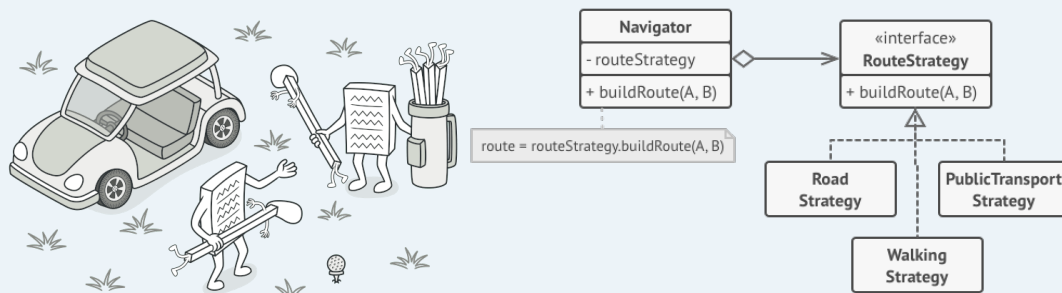 Navigator
- routeStrategy
+ buildRoute(A, B)
route = routeStrategy.buildRoute(A, B)
«interface»
RouteStrategy
+ buildRoute(A, B)
Road
Strategy
PublicTransport
Strategy
Walking
Strategy